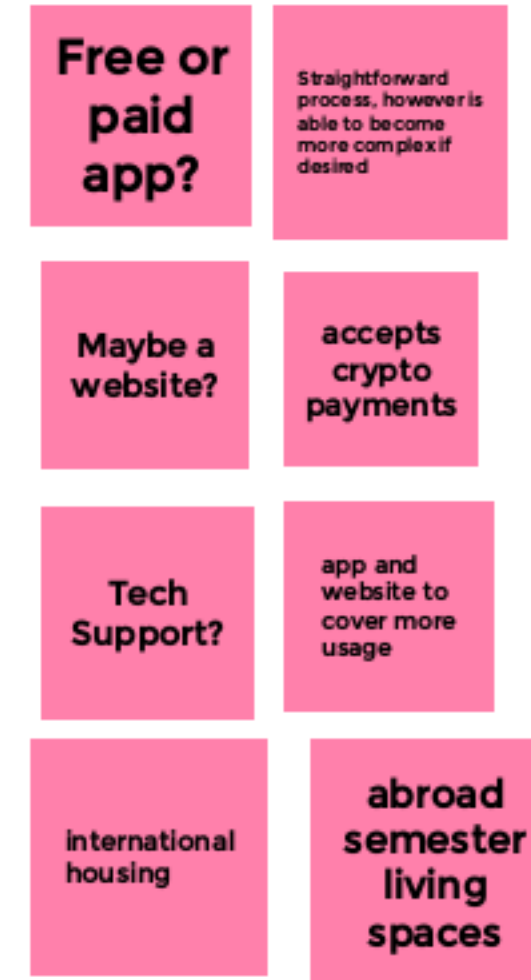 Free or
paid
app?
Straightforward
process, however is
able to become
more complex if
desired
Maybe a
website?
accepts
crypto
payments
Tech
Support?
app and
website to
cover more
usage
international
housing
abroad
semester
living
spaces